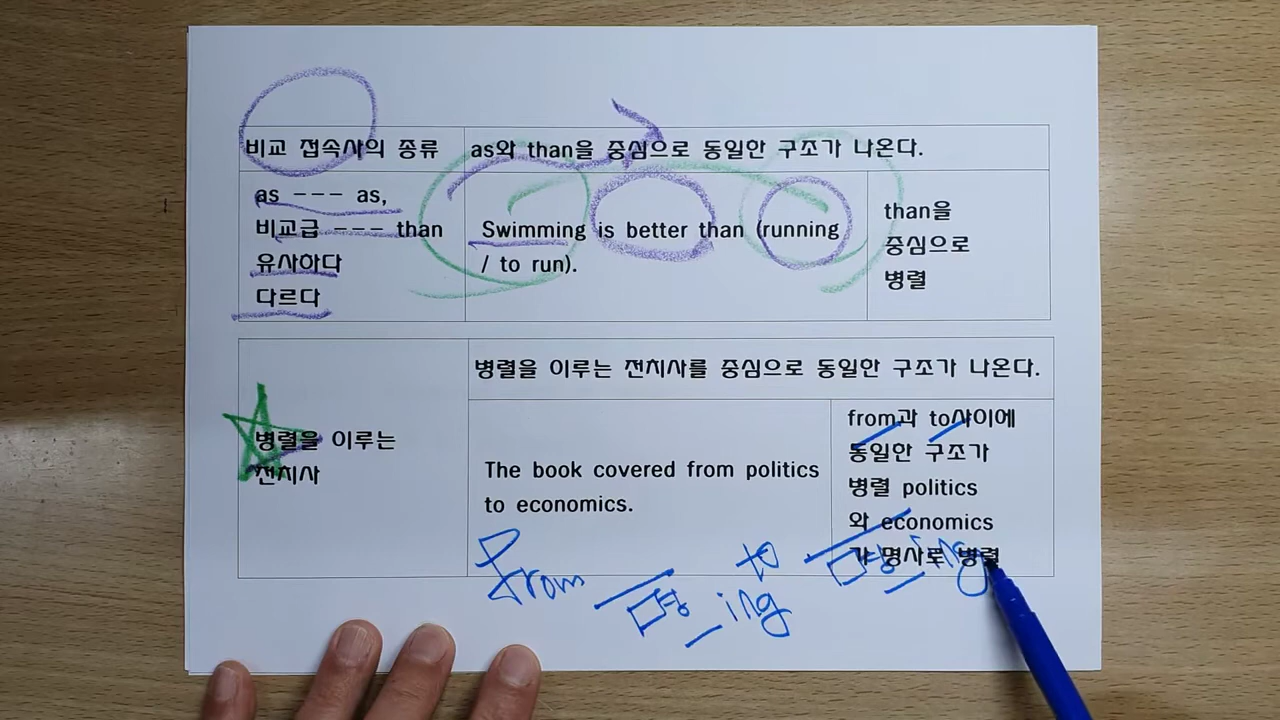 비교 접속사의 종류
as와 than을 중심으로 동일한 구조가 나온다.
as --- as,
비교급 --- than
유사하다
다르다
Swimming is better than (running
/ to run).
than을
중심으로
병렬
병렬을 이루는
전치사
병렬을 이루는 전치사를 중심으로 동일한 구조가 나온다.
The book covered from politics
to economics.
from과 to사이에
동일한 구조가
병렬 politics
와 economics
가 명사로 병렬
from 명 to 명
_ing _ing